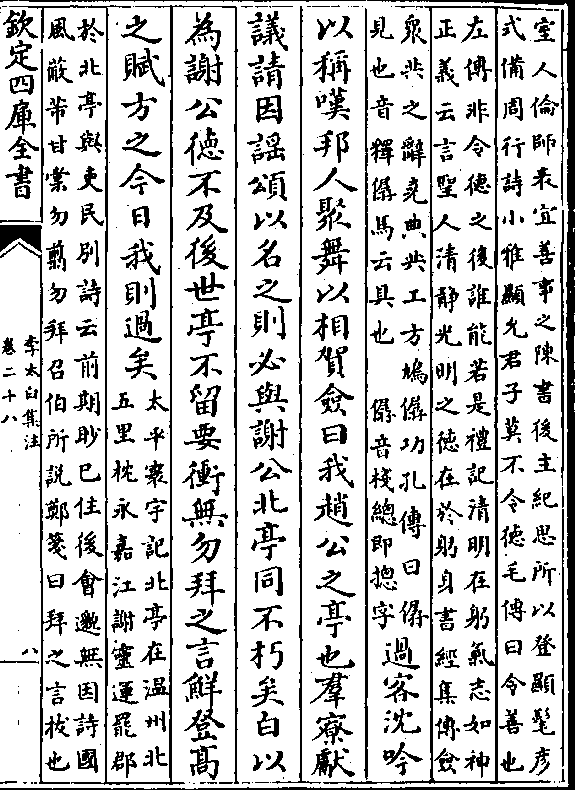 室人倫師表宜善事之陳書後主紀思所以登顯髦彦
式備周行詩小雅顯允君子莫不令德毛傳曰令善也
左傳非令德之後誰能若是禮記清明在躬氣志如神
正義云言聖人清静光明之徳在於躬身書經集傳僉
衆共之辭堯典共工方鳩僝功孔傳曰僝
見也音釋僝馬云具也　僝音棧總即揔字
過客沈吟
以稱嘆邦人聚舞以相賀僉曰我趙公之亭也羣寮獻
議請因謡頌以名之則必與謝公北亭同不朽矣白以
為謝公徳不及後世亭不留要衝無勿拜之言鮮登高
之賦方之今日我則過矣
太平寰宇記北亭在温州北
五里枕永嘉江謝靈運罷郡
於北亭與吏民別詩云前期眇已往後會邈無因詩國
風蔽芾甘棠勿翦勿拜召伯所説鄭箋曰拜之言拔也
欽定四庫全書
李太白集注
卷二十八
八